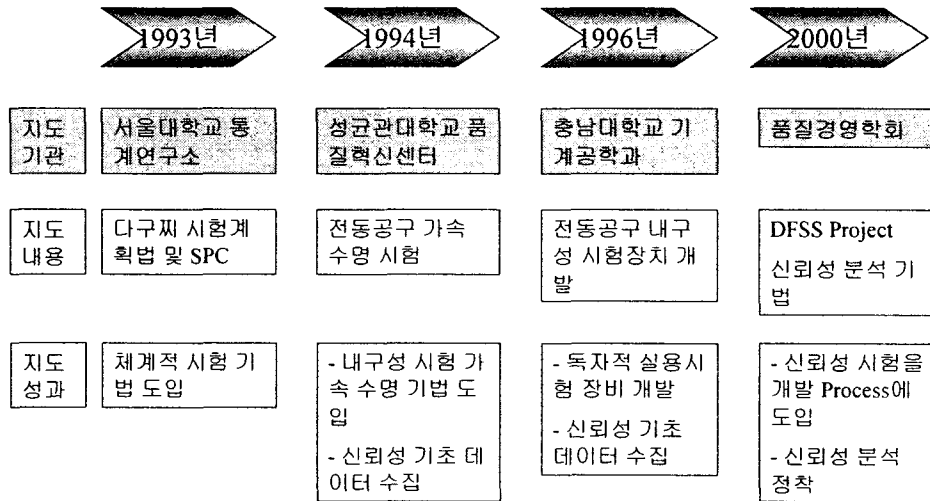 1993년
1994년
1996년
2000년
지도
기관
서울대학교 통
계연구소
성균관대학교 품
질혁신센터
충남대학교 기
계공학과
품질경영학회
지도
내용
다구찌 시험계
획법 및 SPC
전동공구 가속
수명 시험
전동공구 내구
성 시험장치 개
발
DFSS Project
신뢰성 분석 기
법
지도
성과
체계적 시험 기
법 도입
- 내구성 시험 가
속 수명 기법 도
입
- 신뢰성 기초 데
이터 수집
- 독자적 실용시
험 장비 개발
- 신뢰성 기초
데이터 수집
- 신뢰성 시험을
개발 Process에
도입
- 신뢰성 분석
정착